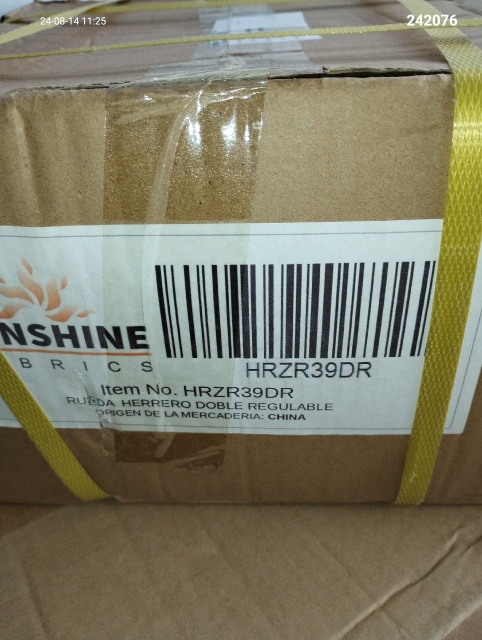 24-08-14 11:25
242076
NSHINE
BRICS
HRZR39DR
Item No. HRZR39DR
RUEDA HERRERO DOBLE REGULABLE
ORIGEN DE LA MERCADERIA: CHINA